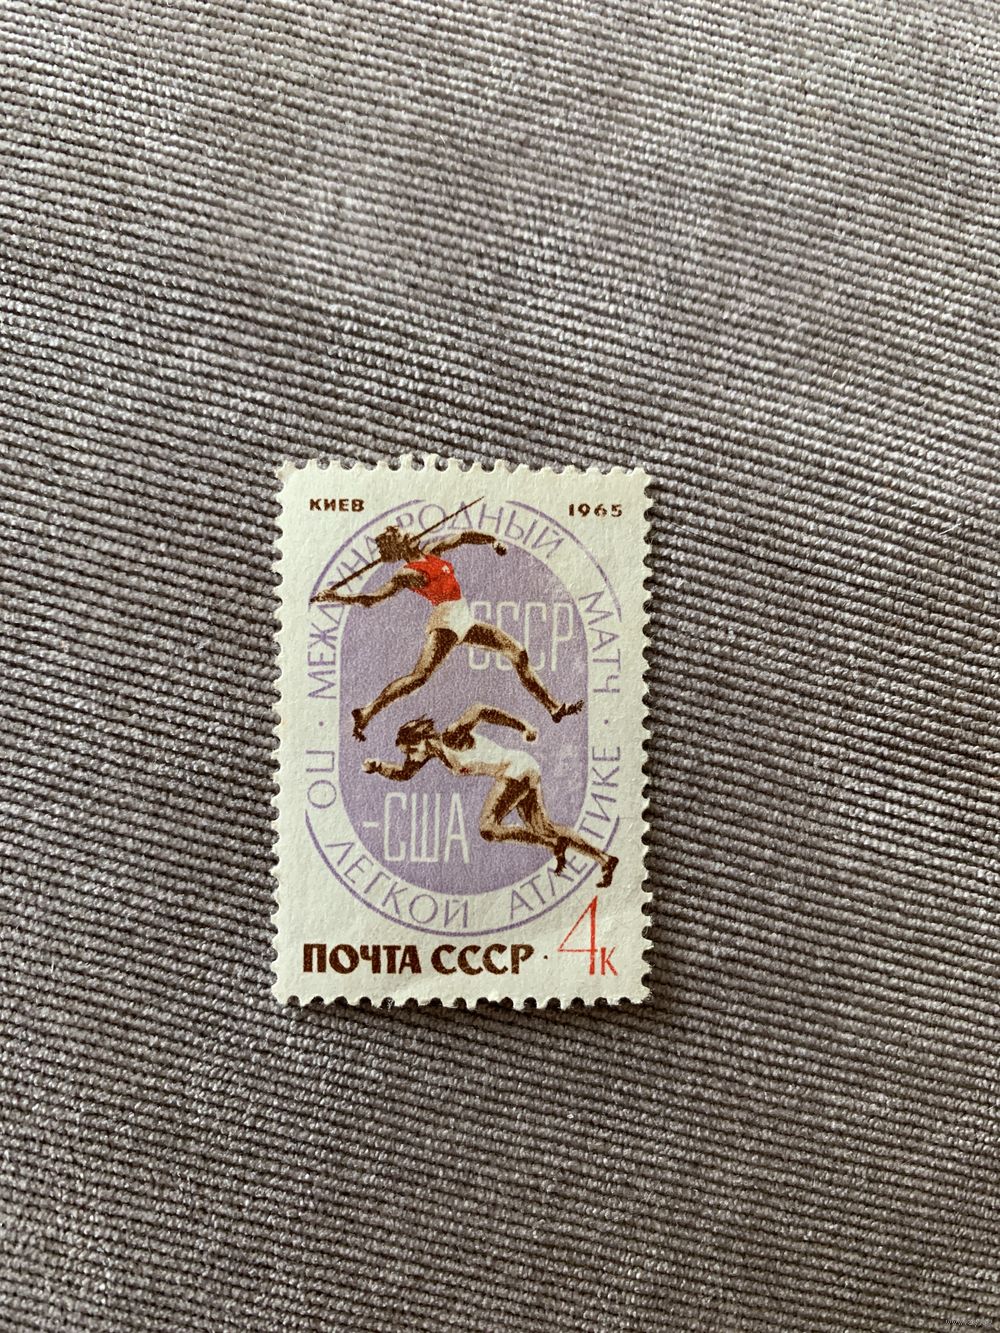 КИЕВ 1965
· МЕЖДУНАРОДНЫЙ МАТЧ ·
ПО ЛЕГКОЙ АТЛЕТИКЕ
СССР
-США
ПОЧТА СССР · 4к